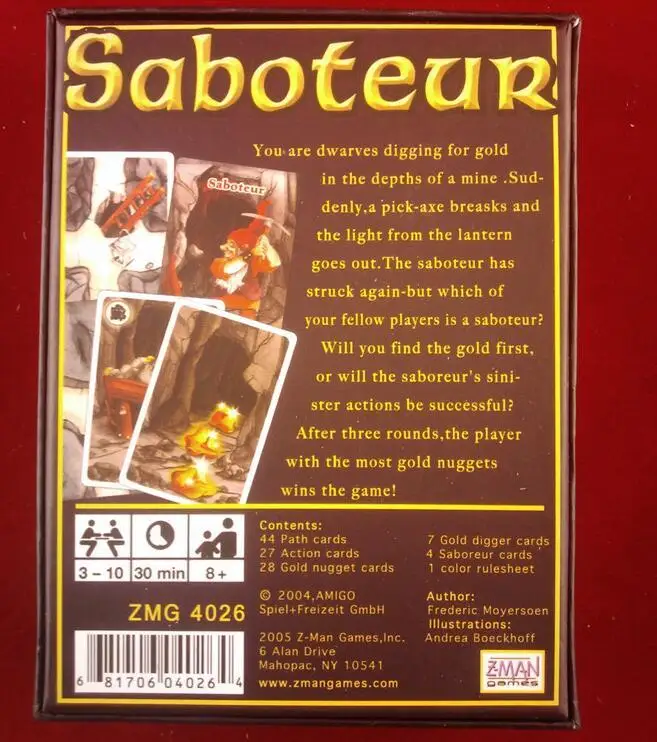 Saboteur
You are dwarves digging for gold
in the depths of a mine .Sud-
denly,a pick-axe breasks and
the light from the lantern
goes out.The saboteur has
struck again-but which of
your fellow players is a saboteur?
Will you find the gold first,
or will the saboreur's sini-
ster actions be successful?
After three rounds,the player
with the most gold nuggets
wins the game!
Saboteur
3 – 10
30 min
8+
ZMG 4026
6 81706 04026 4
Contents:
44 Path cards
27 Action cards
28 Gold nugget cards
7 Gold digger cards
4 Saboreur cards
1 color rulesheet
© 2004,AMIGO
Spiel+Freizeit GmbH
2005 Z-Man Games,Inc.
6 Alan Drive
Mahopac, NY 10541
www.zmangames.com
Author:
Frederic Moyersoen
Illustrations:
Andrea Boeckhoff
Z-MAN
games